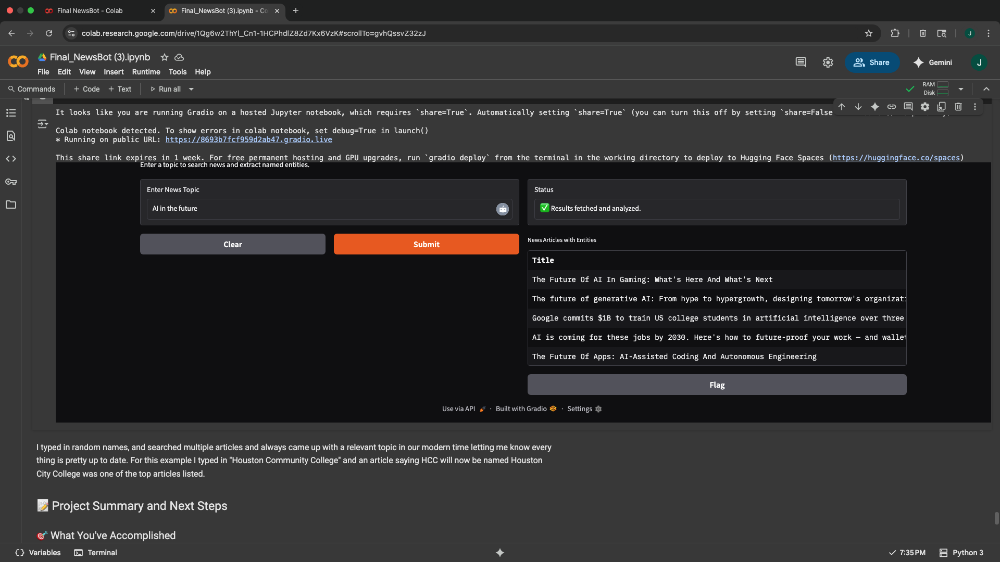 Final NewsBot - Colab
Final_NewsBot (3).ipynb - Co
colab.research.google.com/drive/1Qg6w2ThYl_Cn1-1HCPhdlZ8Zd7Kx6VzK#scrollTo=gvhQssvZ32zJ
J
Final_NewsBot (3).ipynb
File Edit View Insert Runtime Tools Help
Share
Gemini
J
Commands
+ Code + Text
Run all
RAM
Disk
It looks like you are running Gradio on a hosted Jupyter notebook, which requires `share=True`. Automatically setting `share=True` (you can turn this off by setting `share=False
Colab notebook detected. To show errors in colab notebook, set debug=True in launch()
* Running on public URL: https://8693b7fcf959d2ab47.gradio.live
This share link expires in 1 week. For free permanent hosting and GPU upgrades, run `gradio deploy` from the terminal in the working directory to deploy to Hugging Face Spaces (https://huggingface.co/spaces)
Enter a topic to search news and extract named entities.
Enter News Topic
AI in the future
Clear
Submit
Status
✅ Results fetched and analyzed.
News Articles with Entities
Title
The Future Of AI In Gaming: What's Here And What's Next
The future of generative AI: From hype to hypergrowth, designing tomorrow's organizati
Google commits $1B to train US college students in artificial intelligence over three
AI is coming for these jobs by 2030. Here's how to future-proof your work — and wallet
The Future Of Apps: AI-Assisted Coding And Autonomous Engineering
Flag
Use via API 🚀 · Built with Gradio · Settings
I typed in random names, and searched multiple articles and always came up with a relevant topic in our modern time letting me know every
thing is pretty up to date. For this example I typed in "Houston Community College" and an article saying HCC will now be named Houston
City College was one of the top articles listed.
📝 Project Summary and Next Steps
🎯 What You've Accomplished
Variables
Terminal
7:35 PM
Python 3